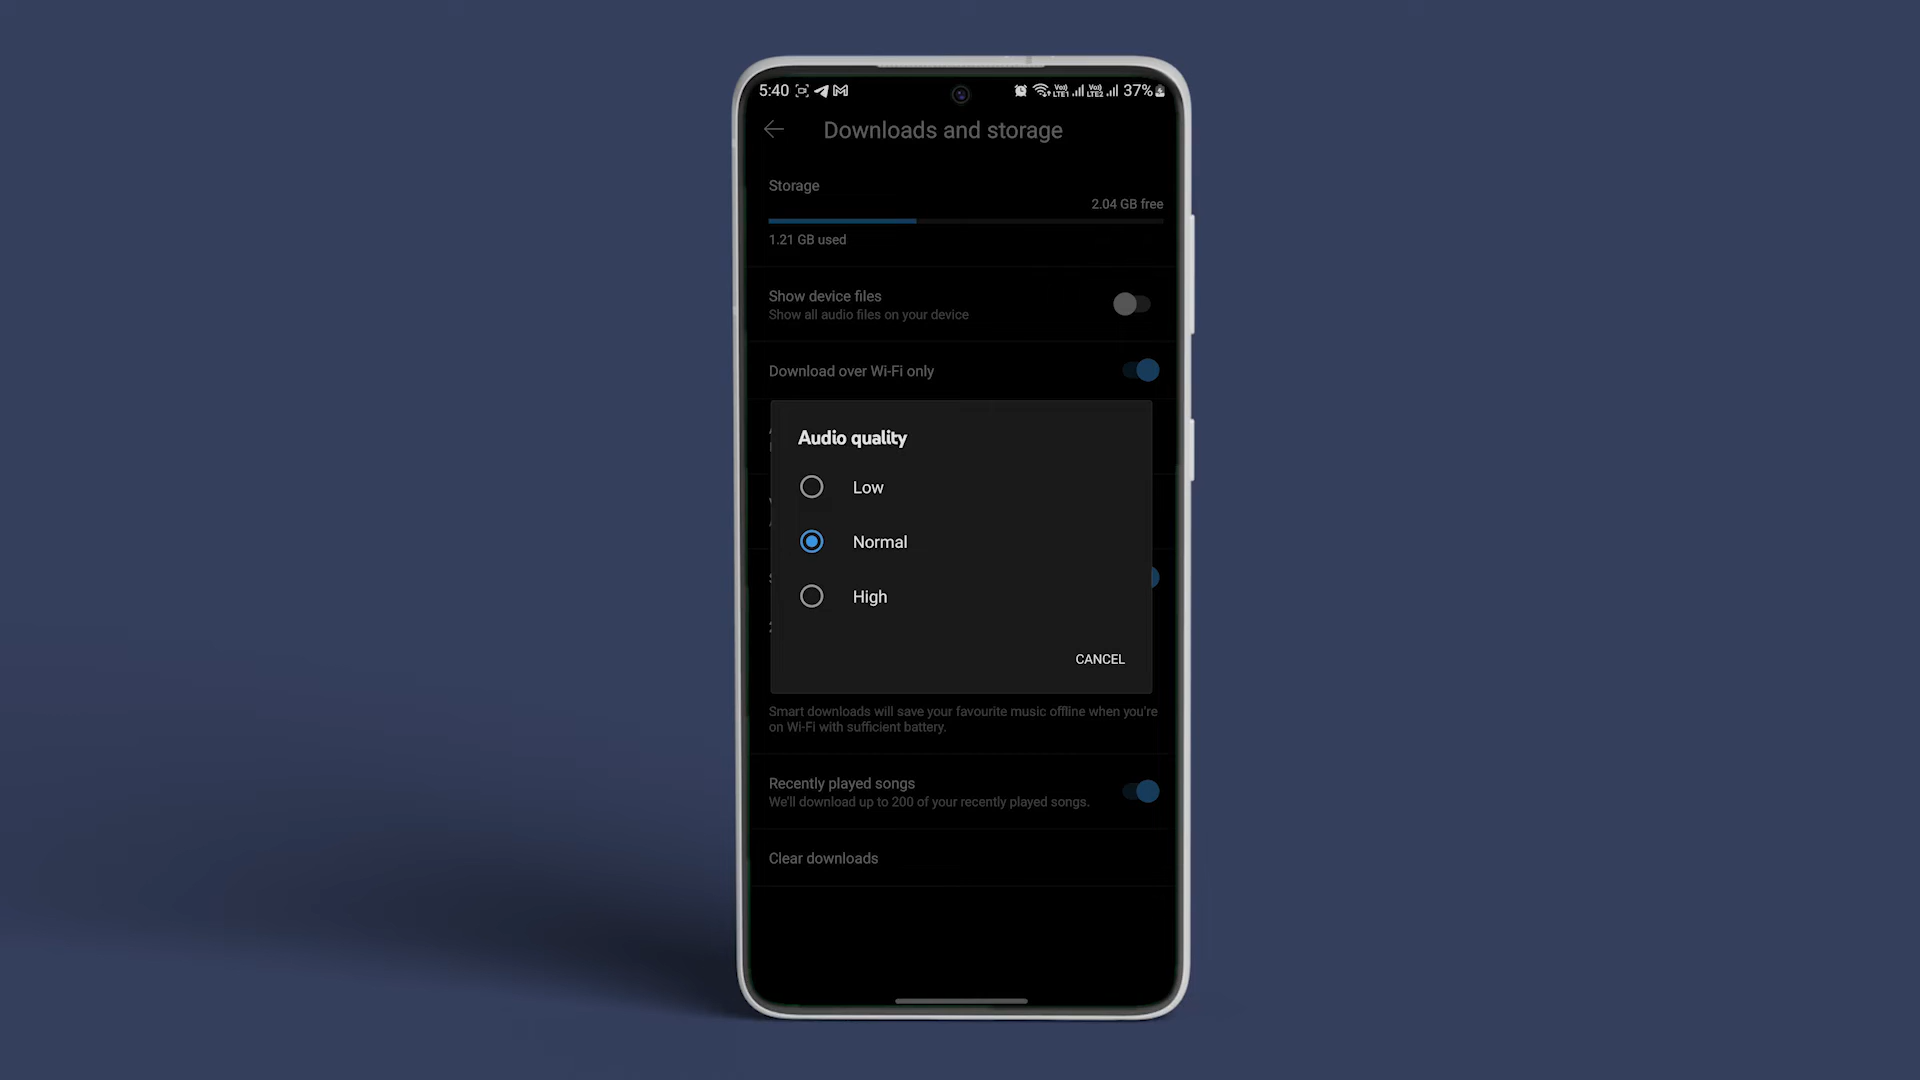 5:40 37%
Downloads and storage
Storage
2.04 GB free
1.21 GB used
Show device files
Show all audio files on your device
Download over Wi-Fi only
Audio quality
Low
Normal
High
CANCEL
Smart downloads will save your favourite music offline when you're
on Wi-Fi with sufficient battery.
Recently played songs
We'll download up to 200 of your recently played songs.
Clear downloads